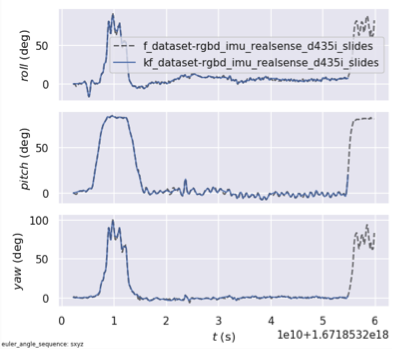 roll (deg)
50
0
f_dataset-rgbd_imu_realsense_d435i_slides
kf_dataset-rgbd_imu_realsense_d435i_slides
pitch (deg)
50
0
yaw (deg)
100
50
0
0 1 2 3 4 5 6
t (s)
1e10+1.6718532e18
euler_angle_sequence: sxyz